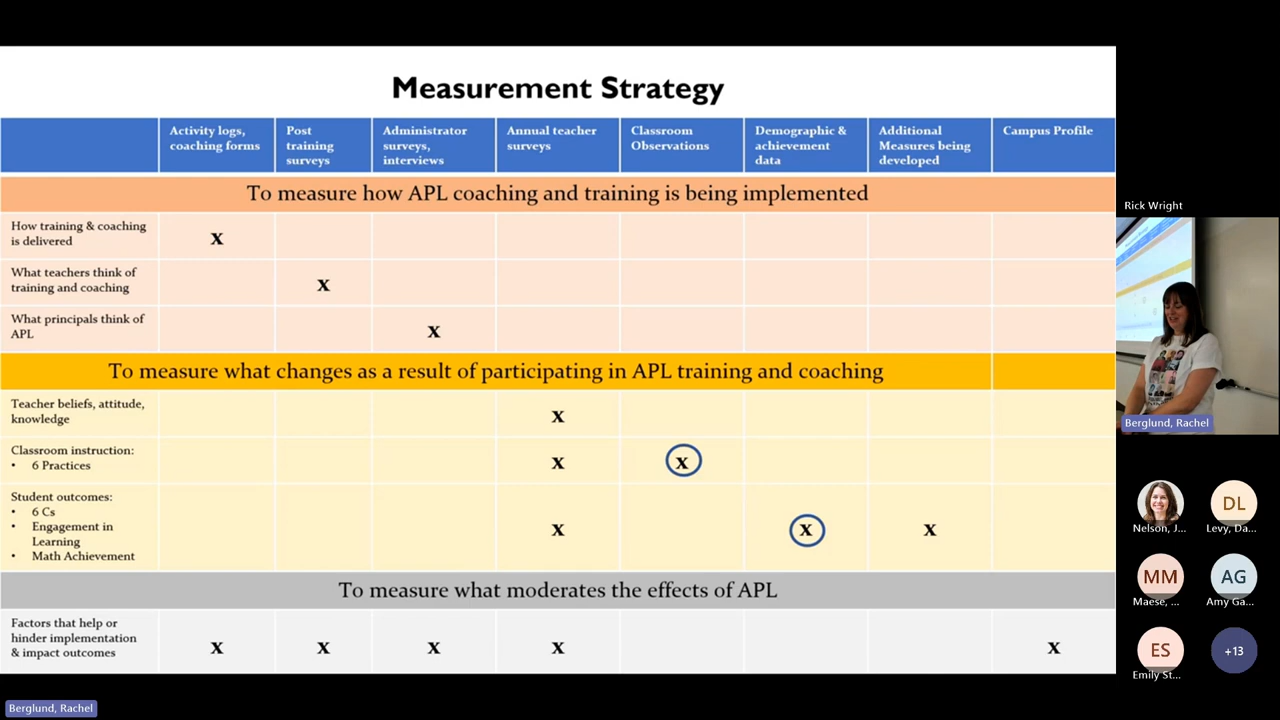 Measurement Strategy
Activity logs,
coaching forms
Post
training
surveys
Administrator
surveys,
interviews
Annual teacher
surveys
Classroom
Observations
Demographic &
achievement
data
Additional
Measures being
developed
Campus Profile
To measure how APL coaching and training is being implemented
How training & coaching
is delivered
x
What teachers think of
training and coaching
x
What principals think of
APL
x
To measure what changes as a result of participating in APL training and coaching
Teacher beliefs, attitude,
knowledge
x
Classroom instruction:
• 6 Practices
x x
Student outcomes:
• 6 Cs
• Engagement in
Learning
• Math Achievement
x x x
To measure what moderates the effects of APL
Factors that help or
hinder implementation
& impact outcomes
x x x x x
Rick Wright
Berglund, Rachel
Nelson, J...
DL
Levy, Da...
MM
Maese, ...
AG
Amy Ga...
ES
Emily St...
+13
Berglund, Rachel